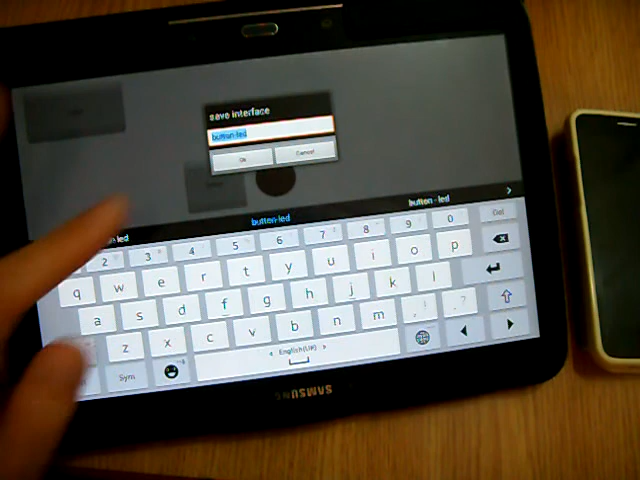 save interface
button-led
Ok
Cancel
led
button-led
button-led
2 3 4 5 6 7 8 9 0 Del
q w e r t y u i o p
a s d f g h j k l
z x c v b n m , ! . ?
Sym English(UK)
SAMSUNG